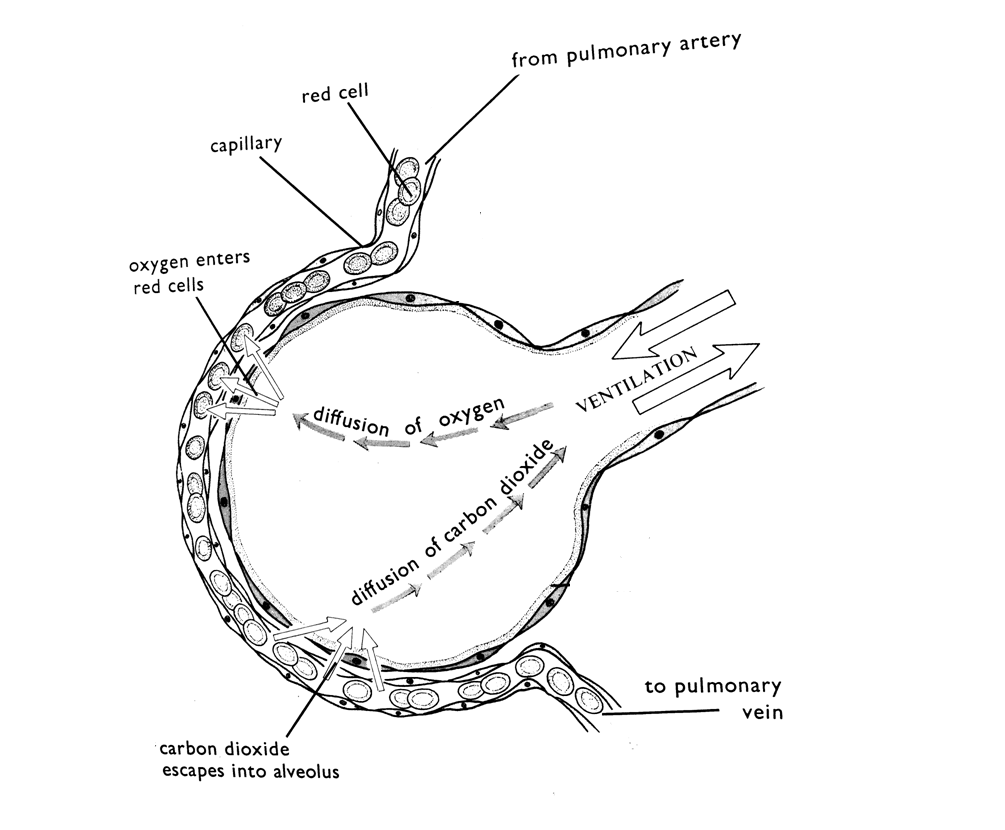 from pulmonary artery
red cell
capillary
oxygen enters
red cells
diffusion of oxygen
VENTILATION
diffusion of carbon dioxide
to pulmonary
vein
carbon dioxide
escapes into alveolus